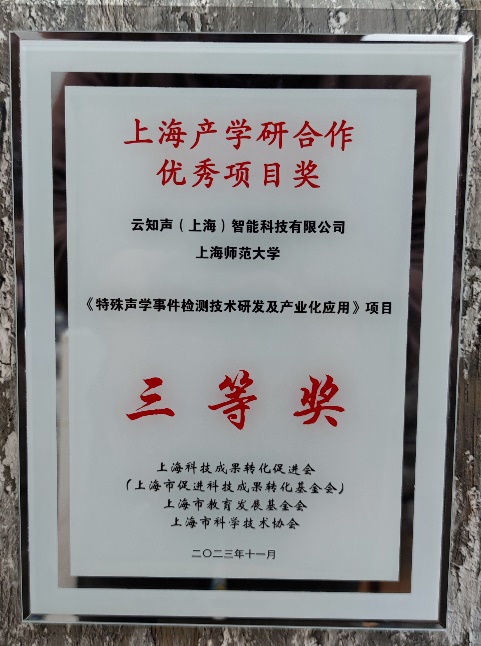 上海产学研合作
优秀项目奖
云知声（上海）智能科技有限公司
上海师范大学
《特殊声学事件检测技术研发及产业化应用》项目
三等奖
上海科技成果转化促进会
（上海市促进科技成果转化基金会）
上海市教育发展基金会
上海市科学技术协会
二〇二三年十一月